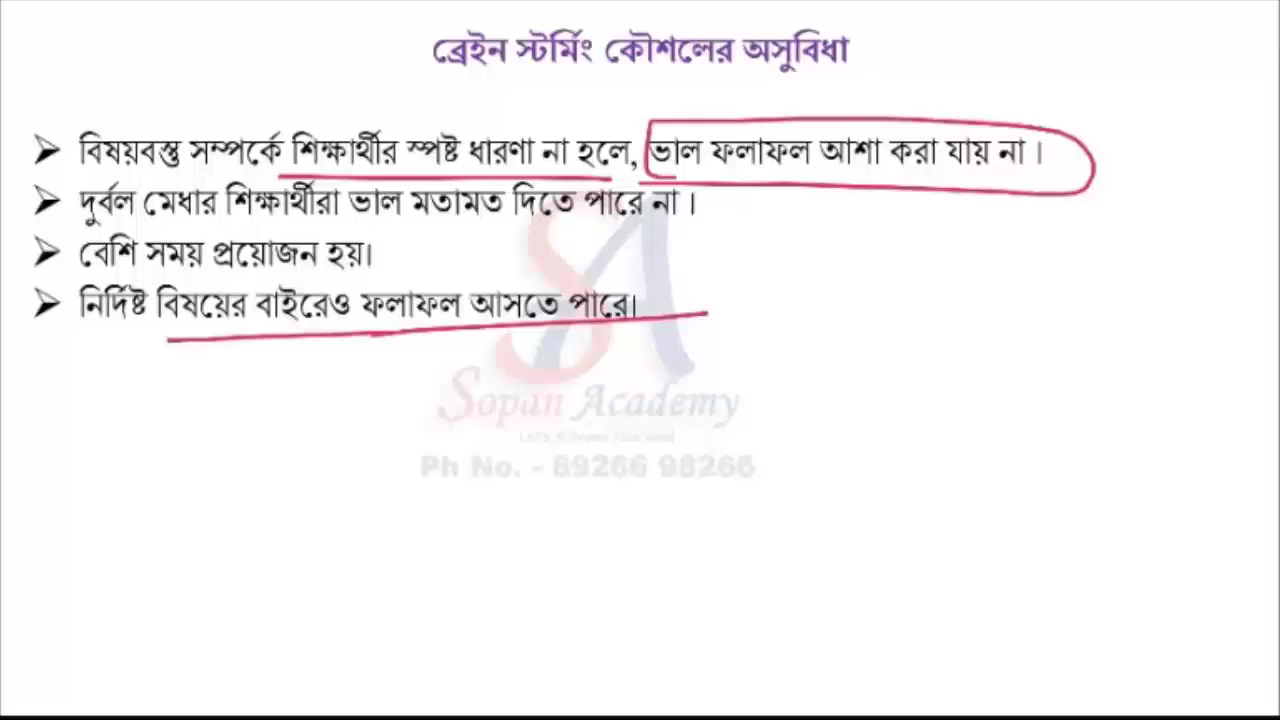 ব্রেইন স্টর্মিং কৌশলের অসুবিধা
➢ বিষয়বস্তু সম্পর্কে শিক্ষার্থীর স্পষ্ট ধারণা না হলে, ভাল ফলাফল আশা করা যায় না।
➢ দুর্বল মেধার শিক্ষার্থীরা ভাল মতামত দিতে পারে না।
➢ বেশি সময় প্রয়োজন হয়।
➢ নির্দিষ্ট বিষয়ের বাইরেও ফলাফল আসতে পারে।
SA
Sopan Academy
Ph No. - 89266 98266